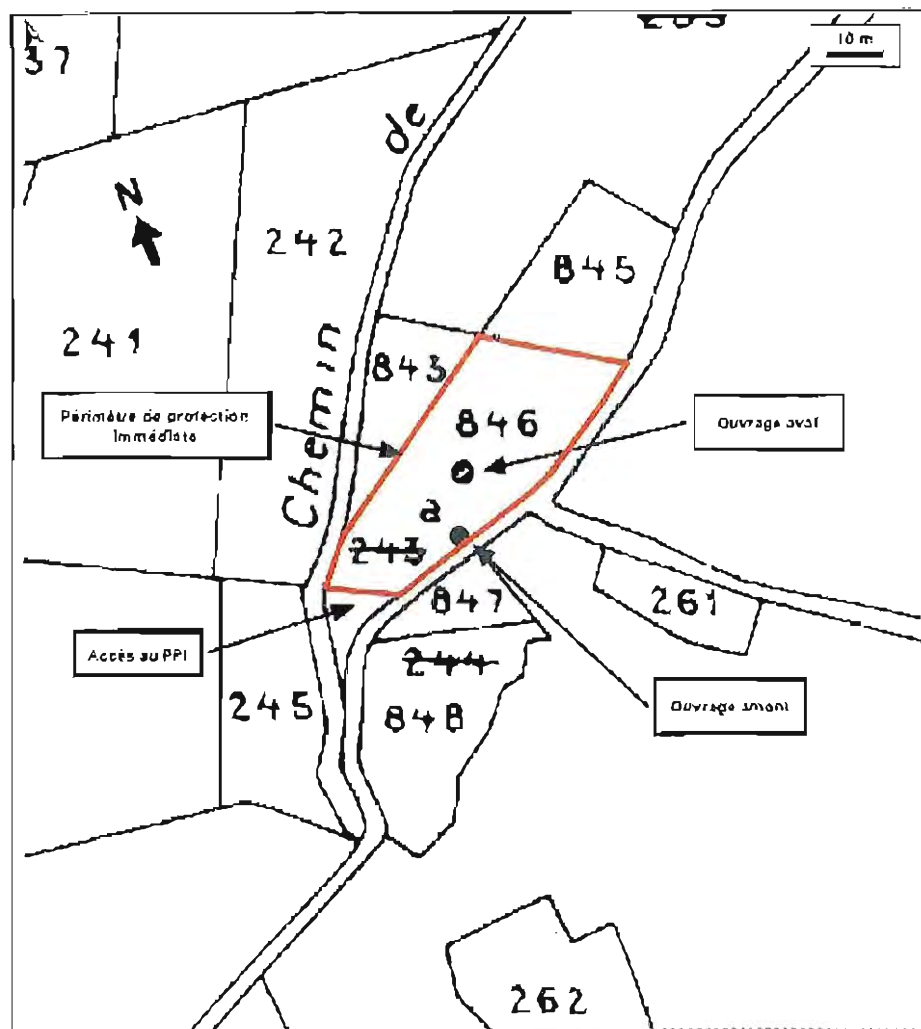 10 m
37
N
de
242
845
241
Chemin
843
Périmètre de protection
Immédiate
846
Ouvrage aval
a
243
847
261
Accès au PPI
244
245
848
Ouvrage amont
262